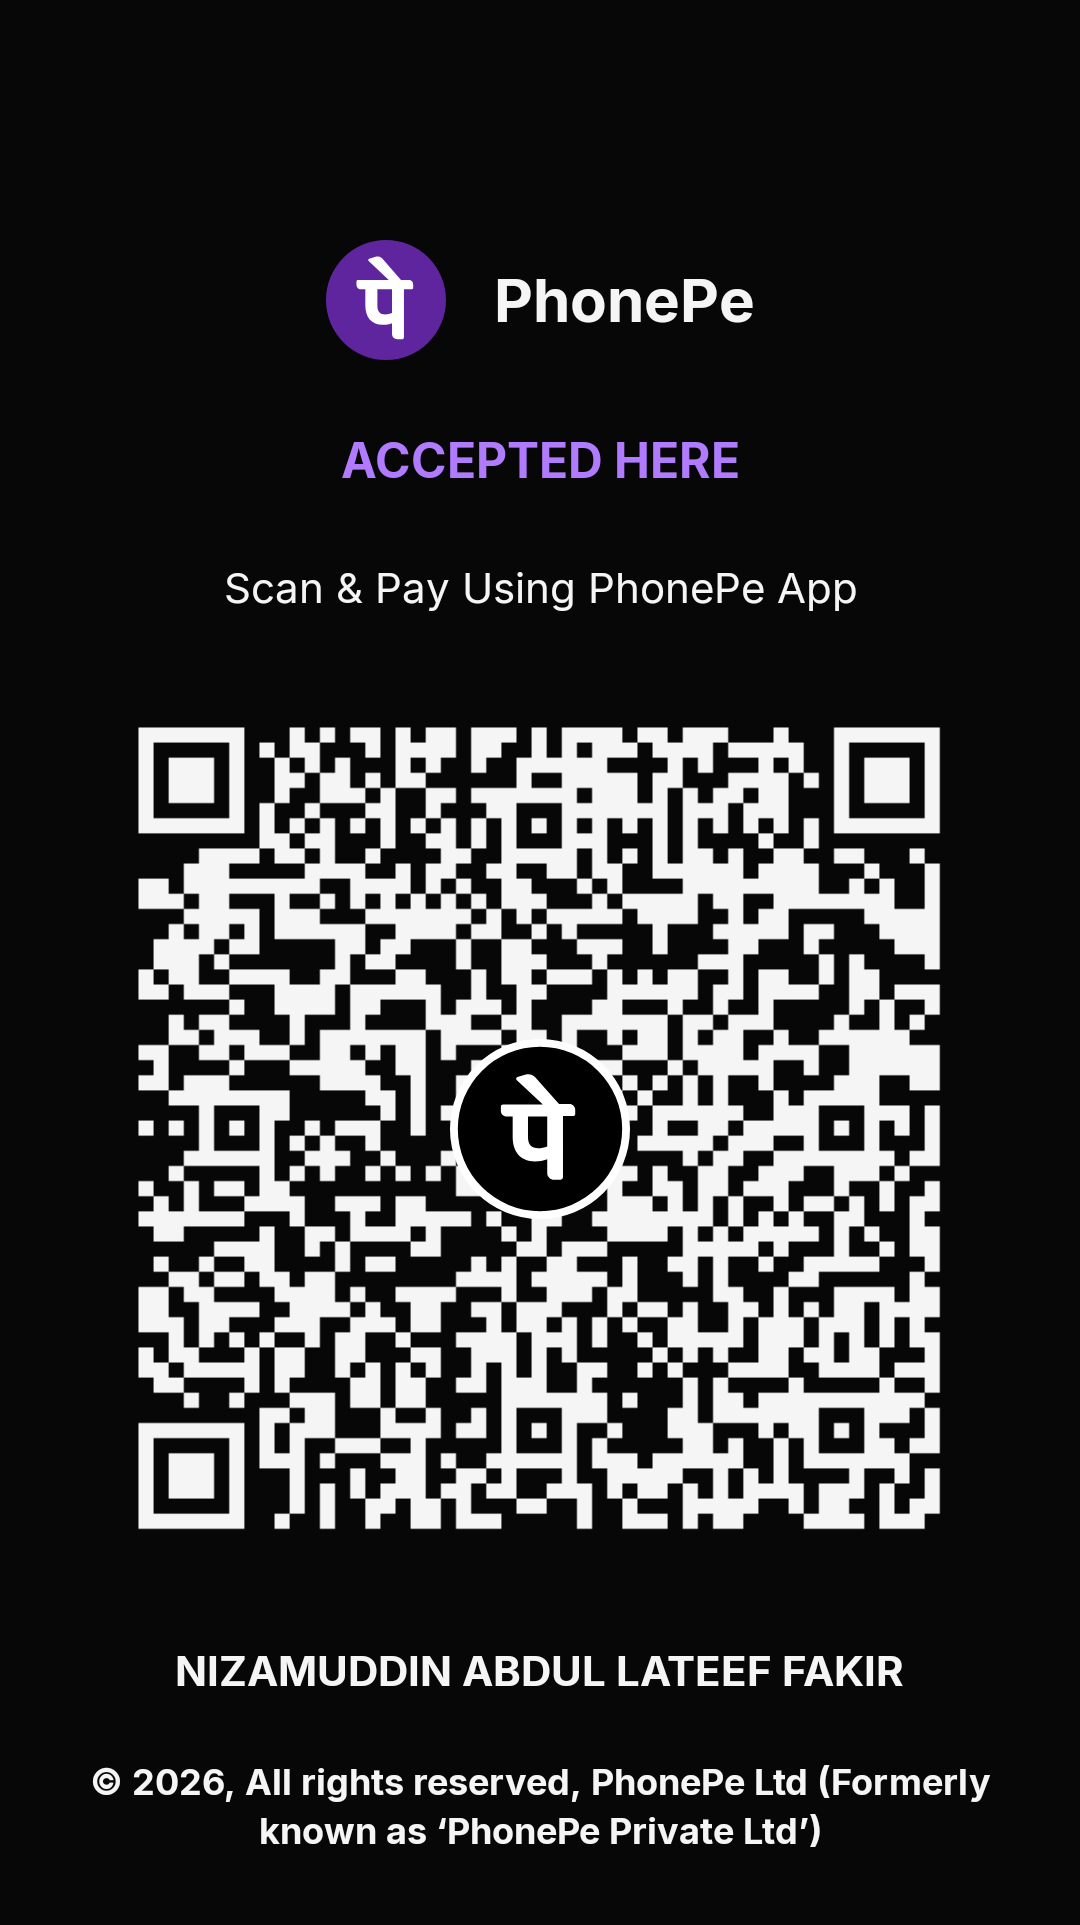 पे PhonePe
ACCEPTED HERE
Scan & Pay Using PhonePe App
पे
NIZAMUDDIN ABDUL LATEEF FAKIR
© 2026, All rights reserved, PhonePe Ltd (Formerly
known as ‘PhonePe Private Ltd’)